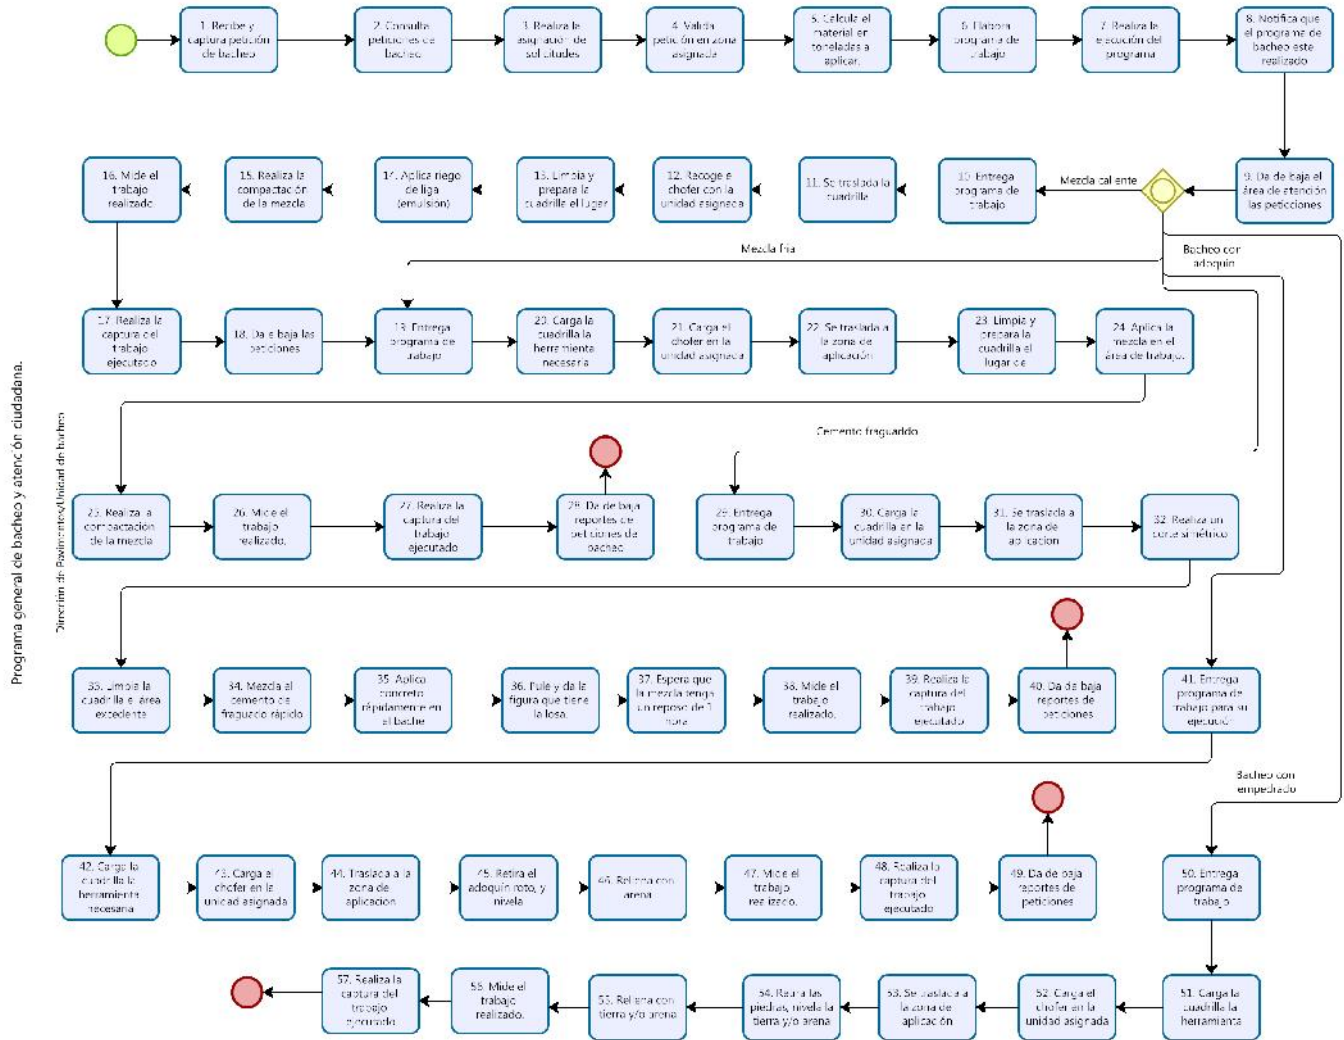 Programa general de bacheo y atención ciudadana.
Dirección de Pavimentos/Unidad de bacheo
1. Recibe y
captura petición
de bacheo
2. Consulta
peticiones de
bacheo
3. Realiza la
asignación de
solicitudes
4. Valida
petición en zona
asignada
5. Calcula el
material en
toneladas a
aplicar.
6. Elabora
programa de
trabajo
7. Realiza la
ejecución del
programa
8. Notifica que
el programa de
bacheo este
realizado
9. Da de baja el
área de atención
las peticiones
Mezcla caliente
10. Entrega
programa de
trabajo
11. Se traslada la
cuadrilla
12. Recoge e
chofer con la
unidad asignada
13. Limpia y
prepara la
cuadrilla el lugar
14. Aplica riego
de liga
(emulsión)
15. Realiza la
compactación
de la mezcla
16. Mide el
trabajo
realizado
Mezcla fria
Bacheo con
adoquin
17. Realiza la
captura del
trabajo
ejecutado
18. Da e baja las
peticiones
19. Entrega
programa de
trabajo
20. Carga la
cuadrilla la
herramienta
necesaria
21. Carga el
chofer en la
unidad asignada
22. Se traslada a
la zona de
aplicación
23. Limpia y
prepara la
cuadrilla el
lugar de
24. Aplica la
mezcla en el
área de trabajo.
Cemento fraguarddo
25. Realiza la
compactación
de la mezcla
26. Mide el
trabajo
realizado.
27. Realiza la
captura del
trabajo
ejecutado
28. Da de baja
reportes de
peticiones de
bacheo
29. Entrega
programa de
trabajo
30. Carga la
cuadrilla en la
unidad asignada
31. Se traslada a
la zona de
aplicacion
32. Realiza un
corte simétrico
33. Limpia la
cuadrilla el área
excedente
34. Mezcla el
cemento de
fraguado rápido
35. Aplica
concreto
rápidamente en
el bache
36. Pule y da la
figura que tiene
la losa.
37. Espera que
la mezcla tenga
un reposo de 1
hora
38. Mide el
trabajo
realizado.
39. Realiza la
captura del
trabajo
ejecutado
40. Da de baja
reportes de
peticiones
41. Entrega
programa de
trabajo para su
ejecución
Bacheo con
empedrado
42. Carga la
cuadrilla la
herramienta
necesaria
43. Carga el
chofer en la
unidad asignada
44. Traslada a la
zona de
aplicacion
45. Retira el
adoquín roto, y
nivela
46. Rellena con
arena
47. Mide el
trabajo
realizado.
48. Realiza la
captura del
trabajo
ejecutado
49. Da de baja
reportes de
peticiones
50. Entrega
programa de
trabajo
51. Carga la
cuadrilla la
herramienta
52. Carga el
chofer en la
unidad asignada
53. Se traslada a
la zona de
aplicación
54. Retira las
piedras, nivela la
tierra y/o arena
55. Rellena con
tierra y/o arena
56. Mide el
trabajo
realizado.
57. Realiza la
captura del
trabajo
ejecutado